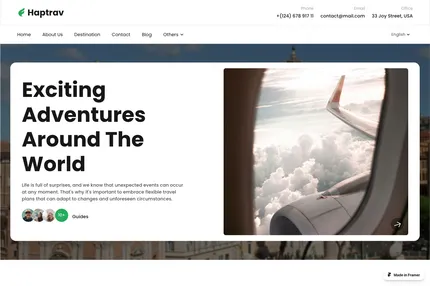 Haptrav
Phone
+(124) 678 917 11
Email
contact@mail.com
Office
33 Joy Street, USA
Home
About Us
Destination
Contact
Blog
Others
English
Exciting
Adventures
Around The
World
Life is full of surprises, and we know that unexpected events can occur
at any moment. That's why it's important to embrace flexible travel
plans that can adapt to changes and unforeseen circumstances.
10+
Guides
Made in Framer